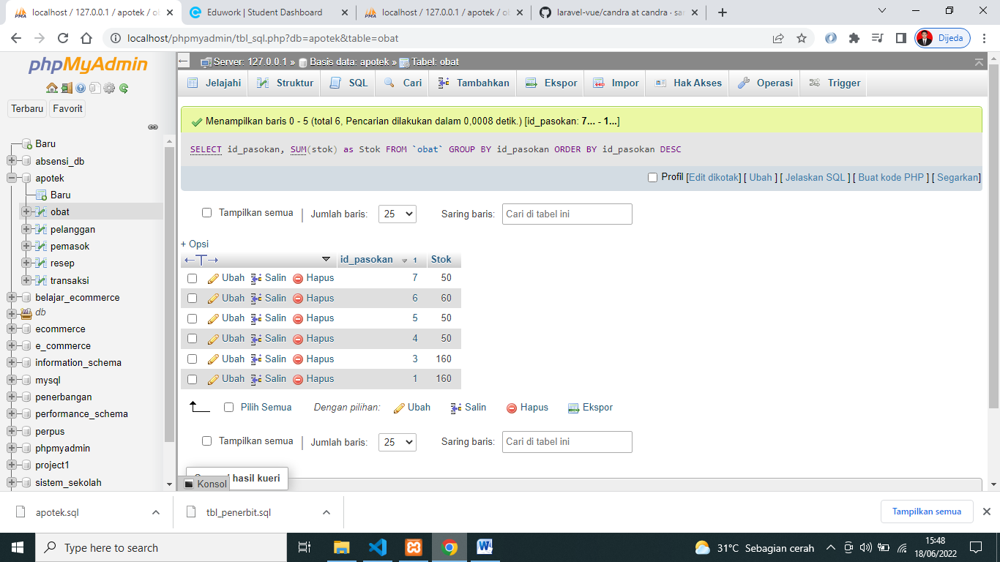 localhost / 127.0.0.1 / apotek / o
Eduwork | Student Dashboard
localhost / 127.0.0.1 / apotek / ol
laravel-vue/candra at candra · sar
localhost/phpmyadmin/tbl_sql.php?db=apotek&table=obat
Dijeda
phpMyAdmin
Terbaru Favorit
Baru
absensi_db
apotek
Baru
obat
pelanggan
pemasok
resep
transaksi
belajar_ecommerce
db
ecommerce
e_commerce
information_schema
mysql
penerbangan
performance_schema
perpus
phpmyadmin
project1
sistem_sekolah
Server: 127.0.0.1 » Basis data: apotek » Tabel: obat
Jelajahi Struktur SQL Cari Tambahkan Ekspor Impor Hak Akses Operasi Trigger
Menampilkan baris 0 - 5 (total 6, Pencarian dilakukan dalam 0,0008 detik.) [id_pasokan: 7... - 1...]
SELECT id_pasokan, SUM(stok) as Stok FROM `obat` GROUP BY id_pasokan ORDER BY id_pasokan DESC
Profil [Edit dikotak] [ Ubah ] [ Jelaskan SQL ] [ Buat kode PHP ] [ Segarkan]
Tampilkan semua | Jumlah baris: 25 Saring baris: Cari di tabel ini
+ Opsi
←T→ id_pasokan 1 Stok
Ubah Salin Hapus 7 50
Ubah Salin Hapus 6 60
Ubah Salin Hapus 5 50
Ubah Salin Hapus 4 50
Ubah Salin Hapus 3 160
Ubah Salin Hapus 1 160
Pilih Semua Dengan pilihan: Ubah Salin Hapus Ekspor
Tampilkan semua | Jumlah baris: 25 Saring baris: Cari di tabel ini
hasil kueri
Konsol
apotek.sql
tbl_penerbit.sql
Tampilkan semua
Type here to search
31°C Sebagian cerah
15:48
18/06/2022